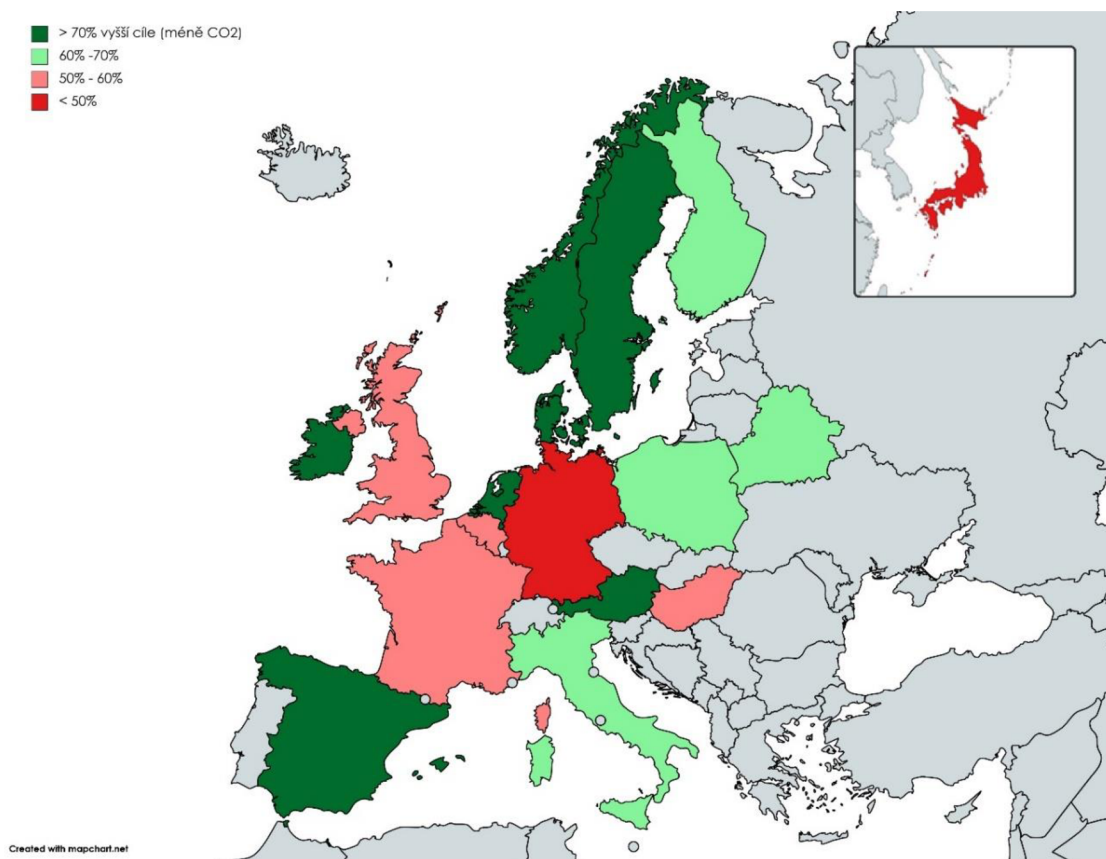 > 70% vyšší cíle (méně CO2)
60% -70%
50% - 60%
< 50%
Created with mapchart.net